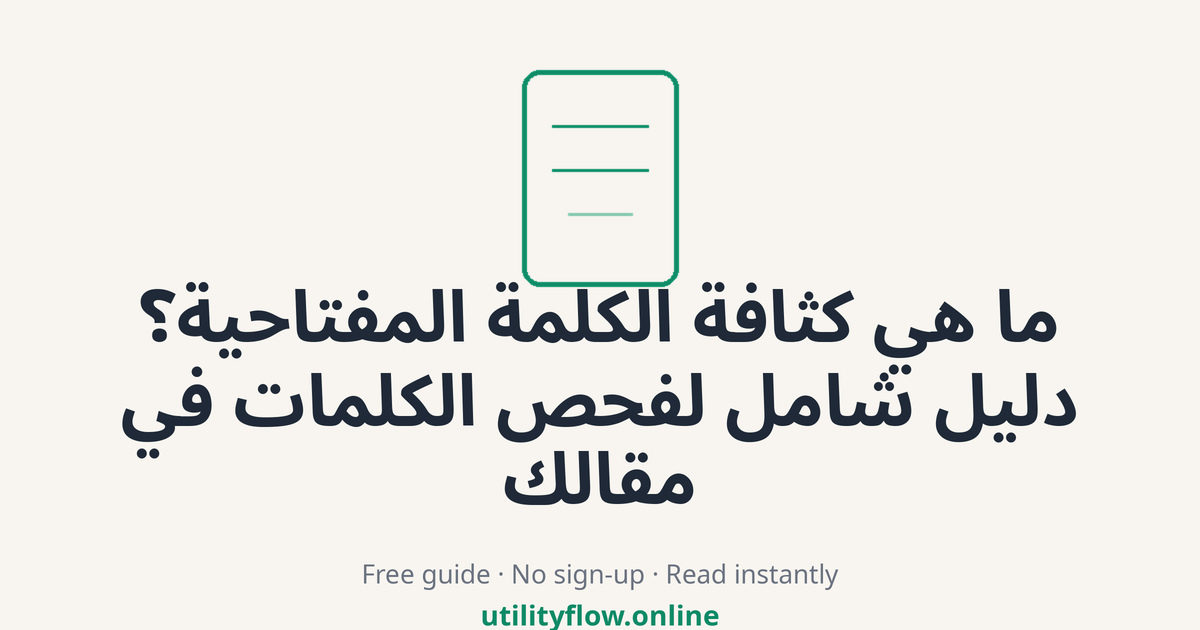 ما هي كثافة الكلمة المفتاحية؟
دليل شامل لفحص الكلمات في
مقالك
Free guide · No sign-up · Read instantly
utilityflow.online